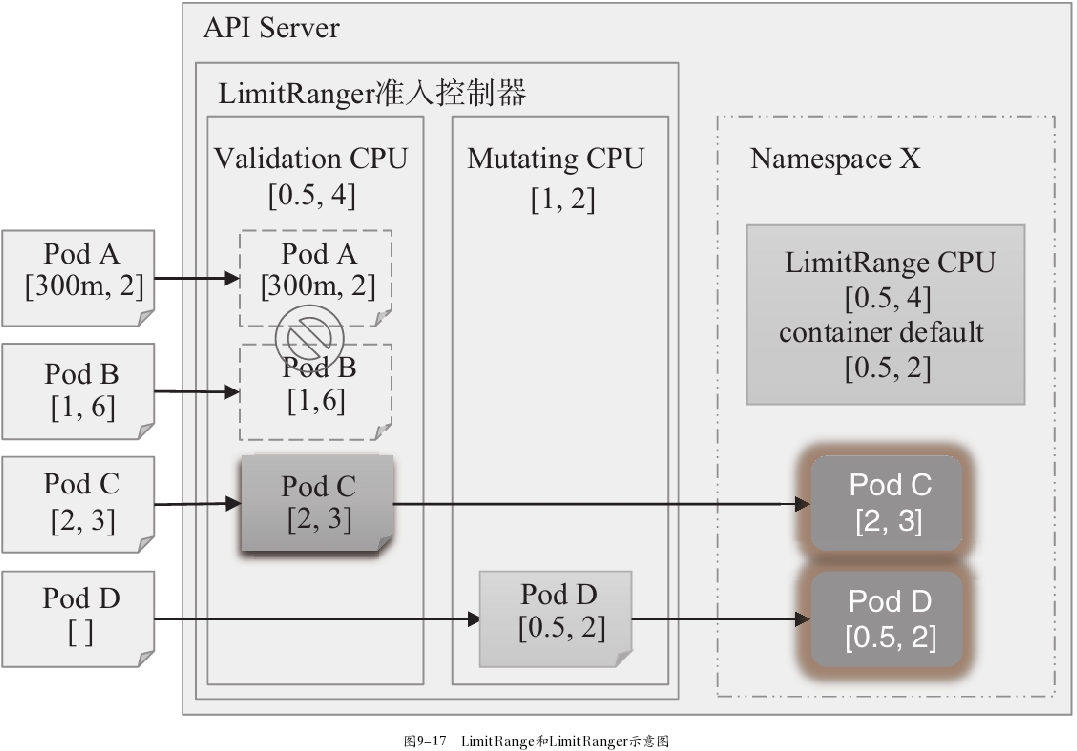 API Server
LimitRanger准入控制器
Validation CPU
[0.5, 4]
Mutating CPU
[1, 2]
Namespace X
Pod A
[300m, 2]
Pod A
[300m, 2]
LimitRange CPU
[0.5, 4]
container default
[0.5, 2]
Pod B
[1, 6]
Pod B
[1,6]
Pod C
[2, 3]
Pod C
[2, 3]
Pod C
[2, 3]
Pod D
[ ]
Pod D
[0.5, 2]
Pod D
[0.5, 2]
图9-17 LimitRange和LimitRanger示意图